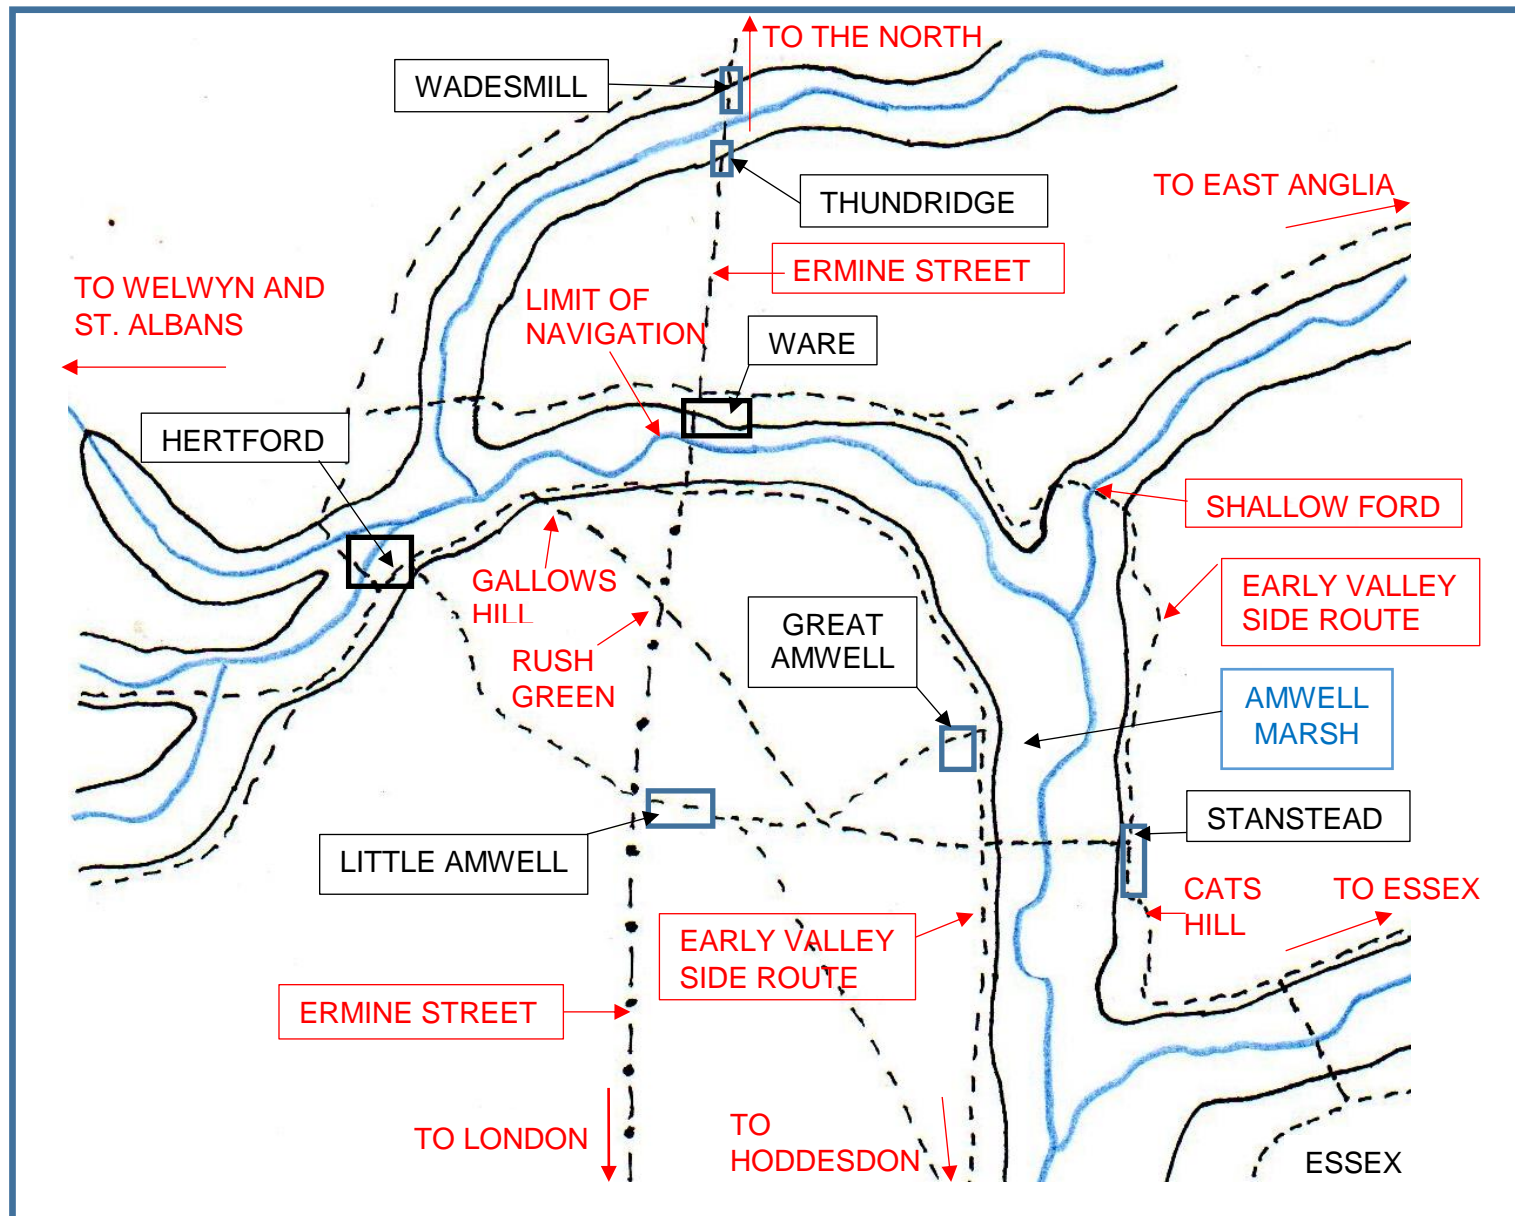 TO THE NORTH
WADESMILL
THUNDRIDGE
TO EAST ANGLIA
ERMINE STREET
TO WELWYN AND
ST. ALBANS
LIMIT OF
NAVIGATION
WARE
HERTFORD
SHALLOW FORD
GALLOWS
HILL
EARLY VALLEY
SIDE ROUTE
GREAT
AMWELL
RUSH
GREEN
AMWELL
MARSH
STANSTEAD
LITTLE AMWELL
CATS
HILL
TO ESSEX
EARLY VALLEY
SIDE ROUTE
ERMINE STREET
TO LONDON
TO
HODDESDON
ESSEX